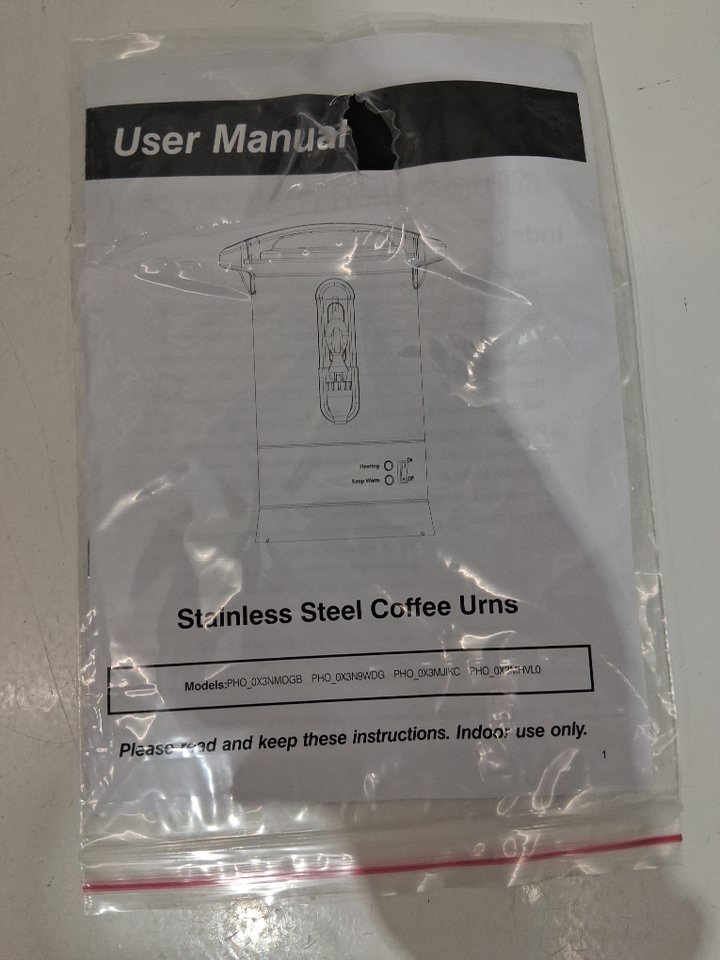 User Manual
Heating
On
Keep Warm
Off
Stainless Steel Coffee Urns
Models:PHO_0X3NMOGB PHO_0X3N9WDG PHO_0X3MJIKC PHO_0X3MHVL0
Please read and keep these instructions. Indoor use only.
1